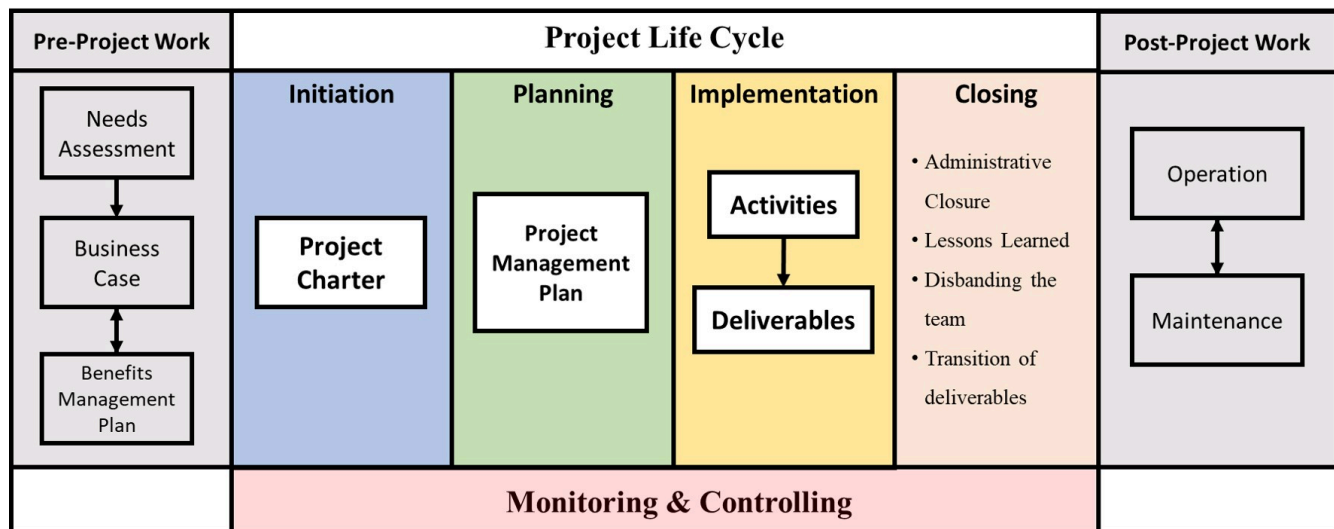 Pre-Project Work
Project Life Cycle
Post-Project Work
Needs
Assessment
Business
Case
Benefits
Management
Plan
Initiation
Project
Charter
Planning
Project
Management
Plan
Implementation
Activities
Deliverables
Closing
• Administrative
Closure
• Lessons Learned
• Disbanding the
team
• Transition of
deliverables
Operation
Maintenance
Monitoring & Controlling